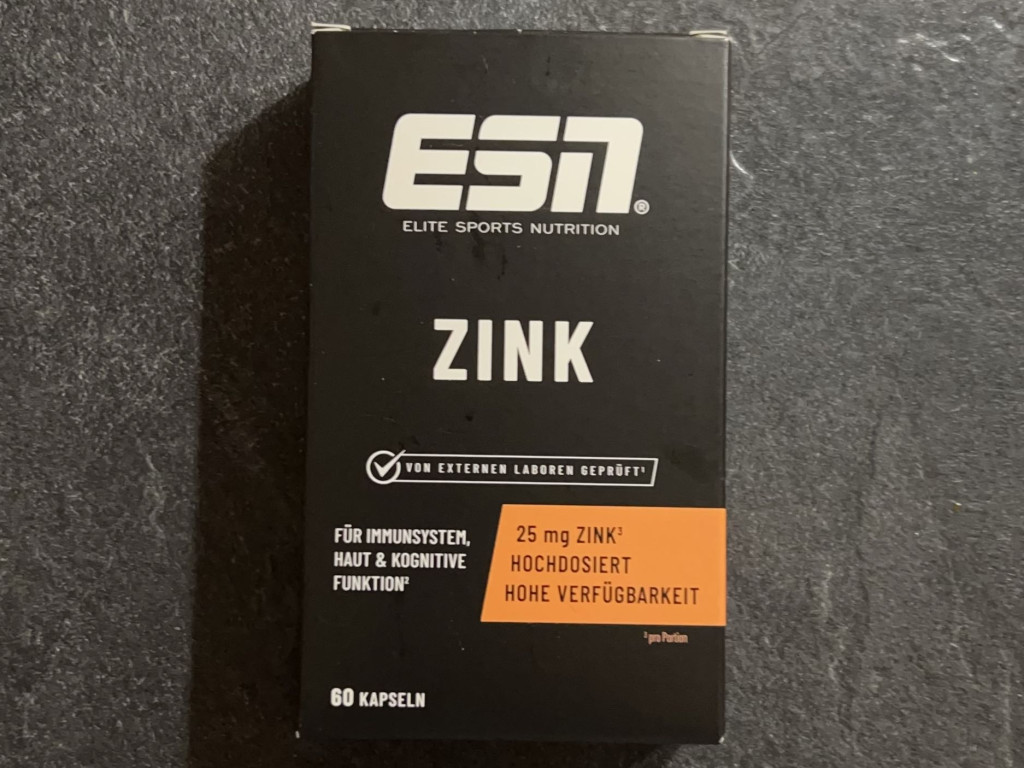 ESN®
ELITE SPORTS NUTRITION
ZINK
VON EXTERNEN LABOREN GEPRÜFT¹
FÜR IMMUNSYSTEM,
HAUT & KOGNITIVE
FUNKTION²
25 mg ZINK³
HOCHDOSIERT
HOHE VERFÜGBARKEIT
³ pro Portion
60 KAPSELN